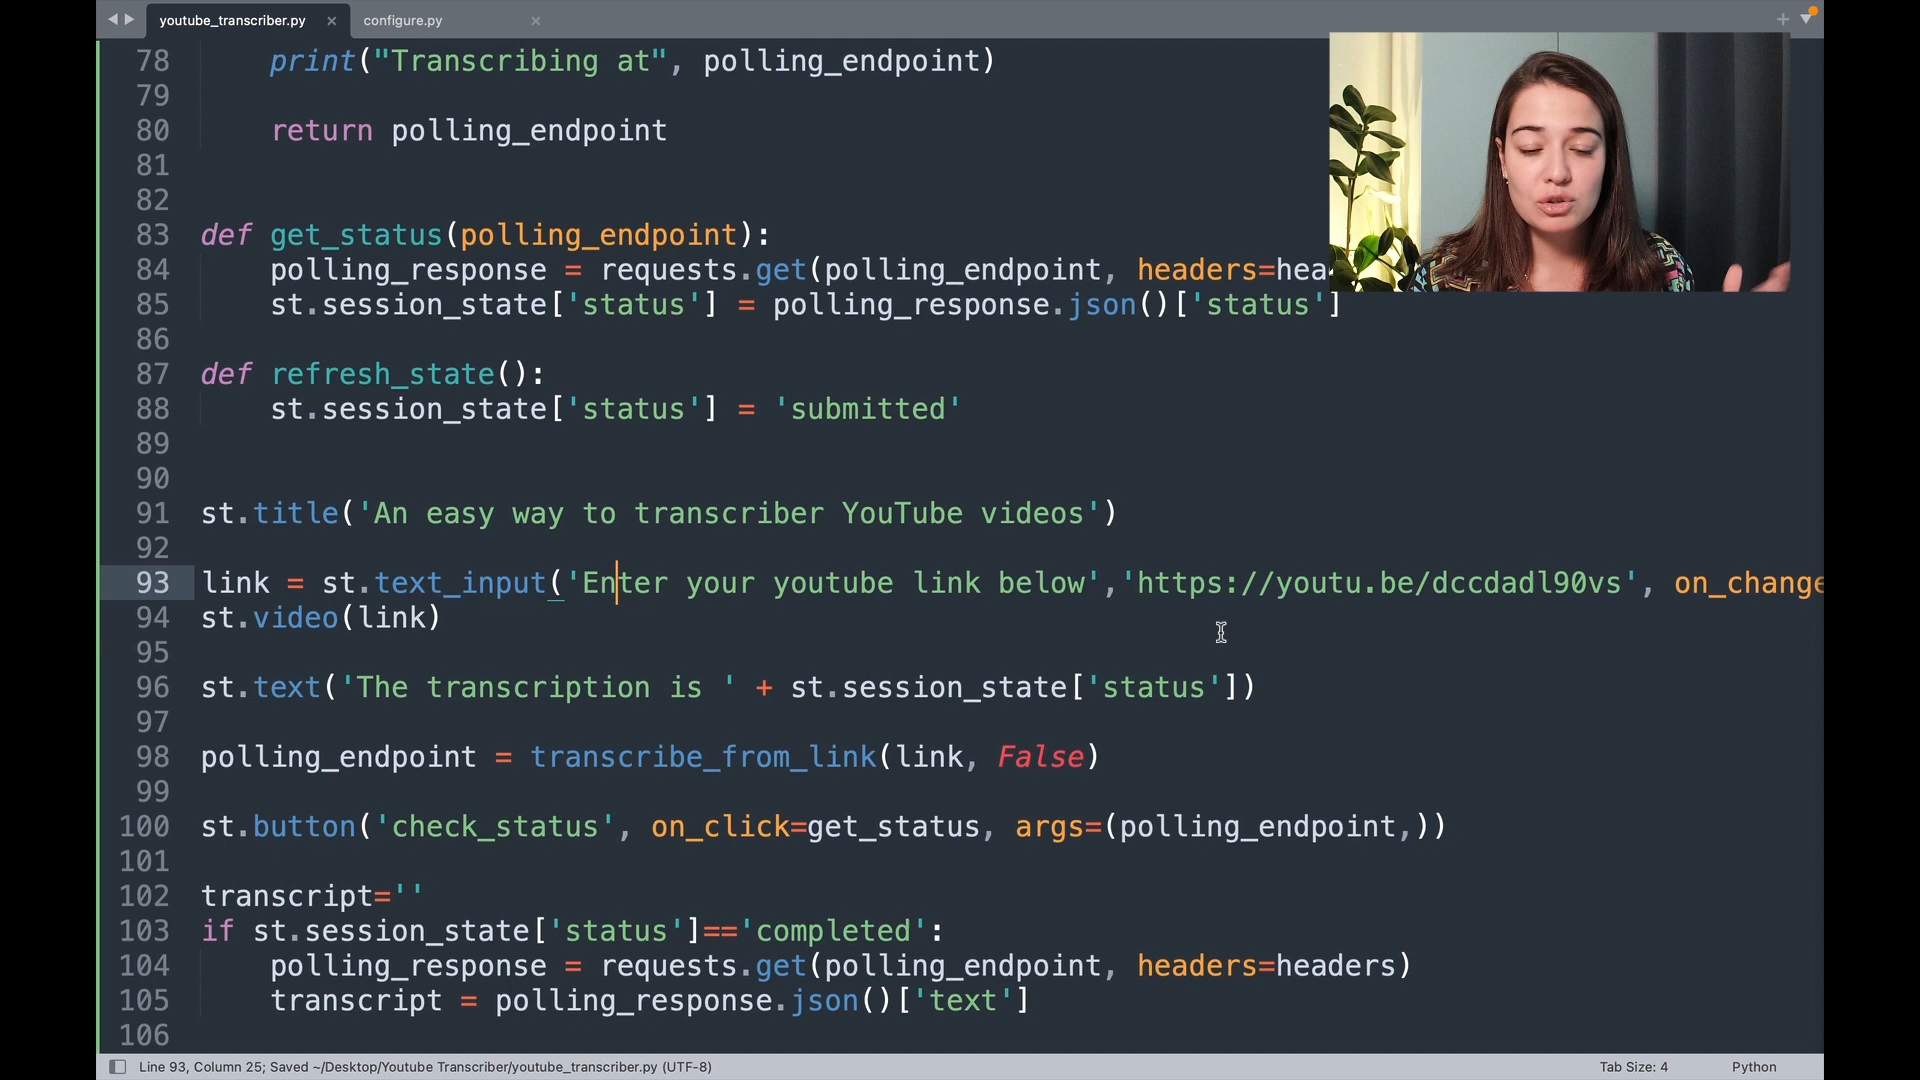 youtube_transcriber.py × configure.py ×
78 print("Transcribing at", polling_endpoint)
79
80 return polling_endpoint
81
82
83 def get_status(polling_endpoint):
84 polling_response = requests.get(polling_endpoint, headers=hea
85 st.session_state['status'] = polling_response.json()['status']
86
87 def refresh_state():
88 st.session_state['status'] = 'submitted'
89
90
91 st.title('An easy way to transcriber YouTube videos')
92
93 link = st.text_input('Enter your youtube link below','https://youtu.be/dccdadl90vs', on_change
94 st.video(link)
95
96 st.text('The transcription is ' + st.session_state['status'])
97
98 polling_endpoint = transcribe_from_link(link, False)
99
100 st.button('check_status', on_click=get_status, args=(polling_endpoint,))
101
102 transcript=''
103 if st.session_state['status']=='completed':
104 polling_response = requests.get(polling_endpoint, headers=headers)
105 transcript = polling_response.json()['text']
106
Line 93, Column 25; Saved ~/Desktop/Youtube Transcriber/youtube_transcriber.py (UTF-8) Tab Size: 4 Python